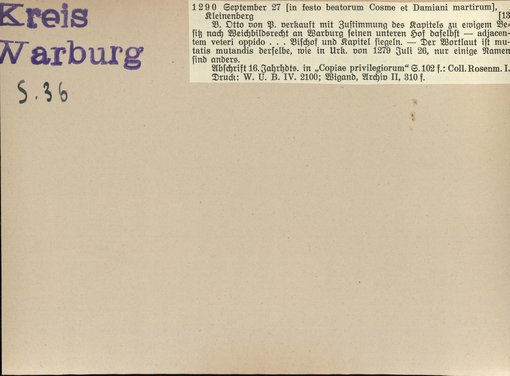 Kreis
Warburg
S. 36
1290 September 27 [in festo beatorum Cosme et Damiani martirum],
Kleinenberg [13
B. Otto von P. verkauft mit Zustimmung des Kapitels zu ewigem Be-
sitz nach Weichbildsrecht an Warburg seinen unteren Hof daselbst — adjacen-
tem veteri oppido . . . Bischof und Kapitel siegeln. — Der Wortlaut ist mu-
tatis mutandis derselbe, wie in Urk. von 1279 Juli 26, nur einige Namen
sind anders.
Abschrift 16. Jahrhdts. in „Copiae privilegiorum“ S. 102 f.: Coll. Rosenm. I.
Druck: W. U. B. IV. 2100; Wigand, Archiv II, 310 f.